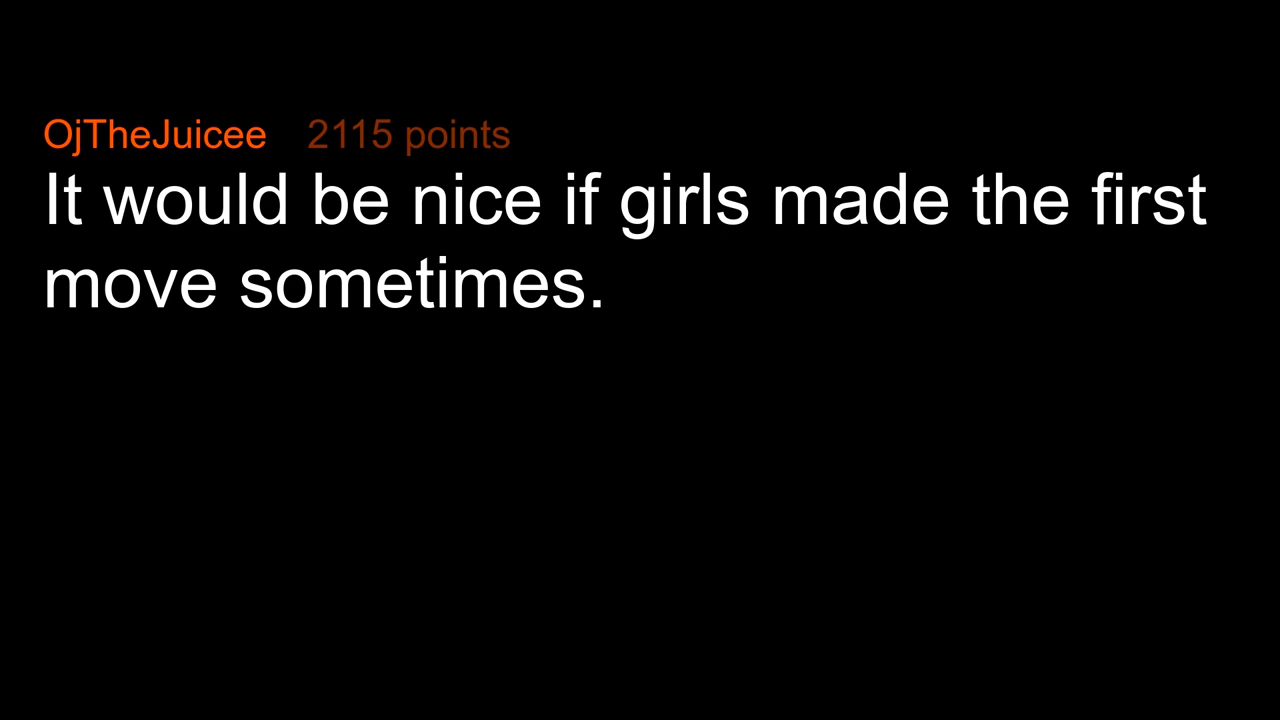 OjTheJuicee 2115 points
It would be nice if girls made the first
move sometimes.